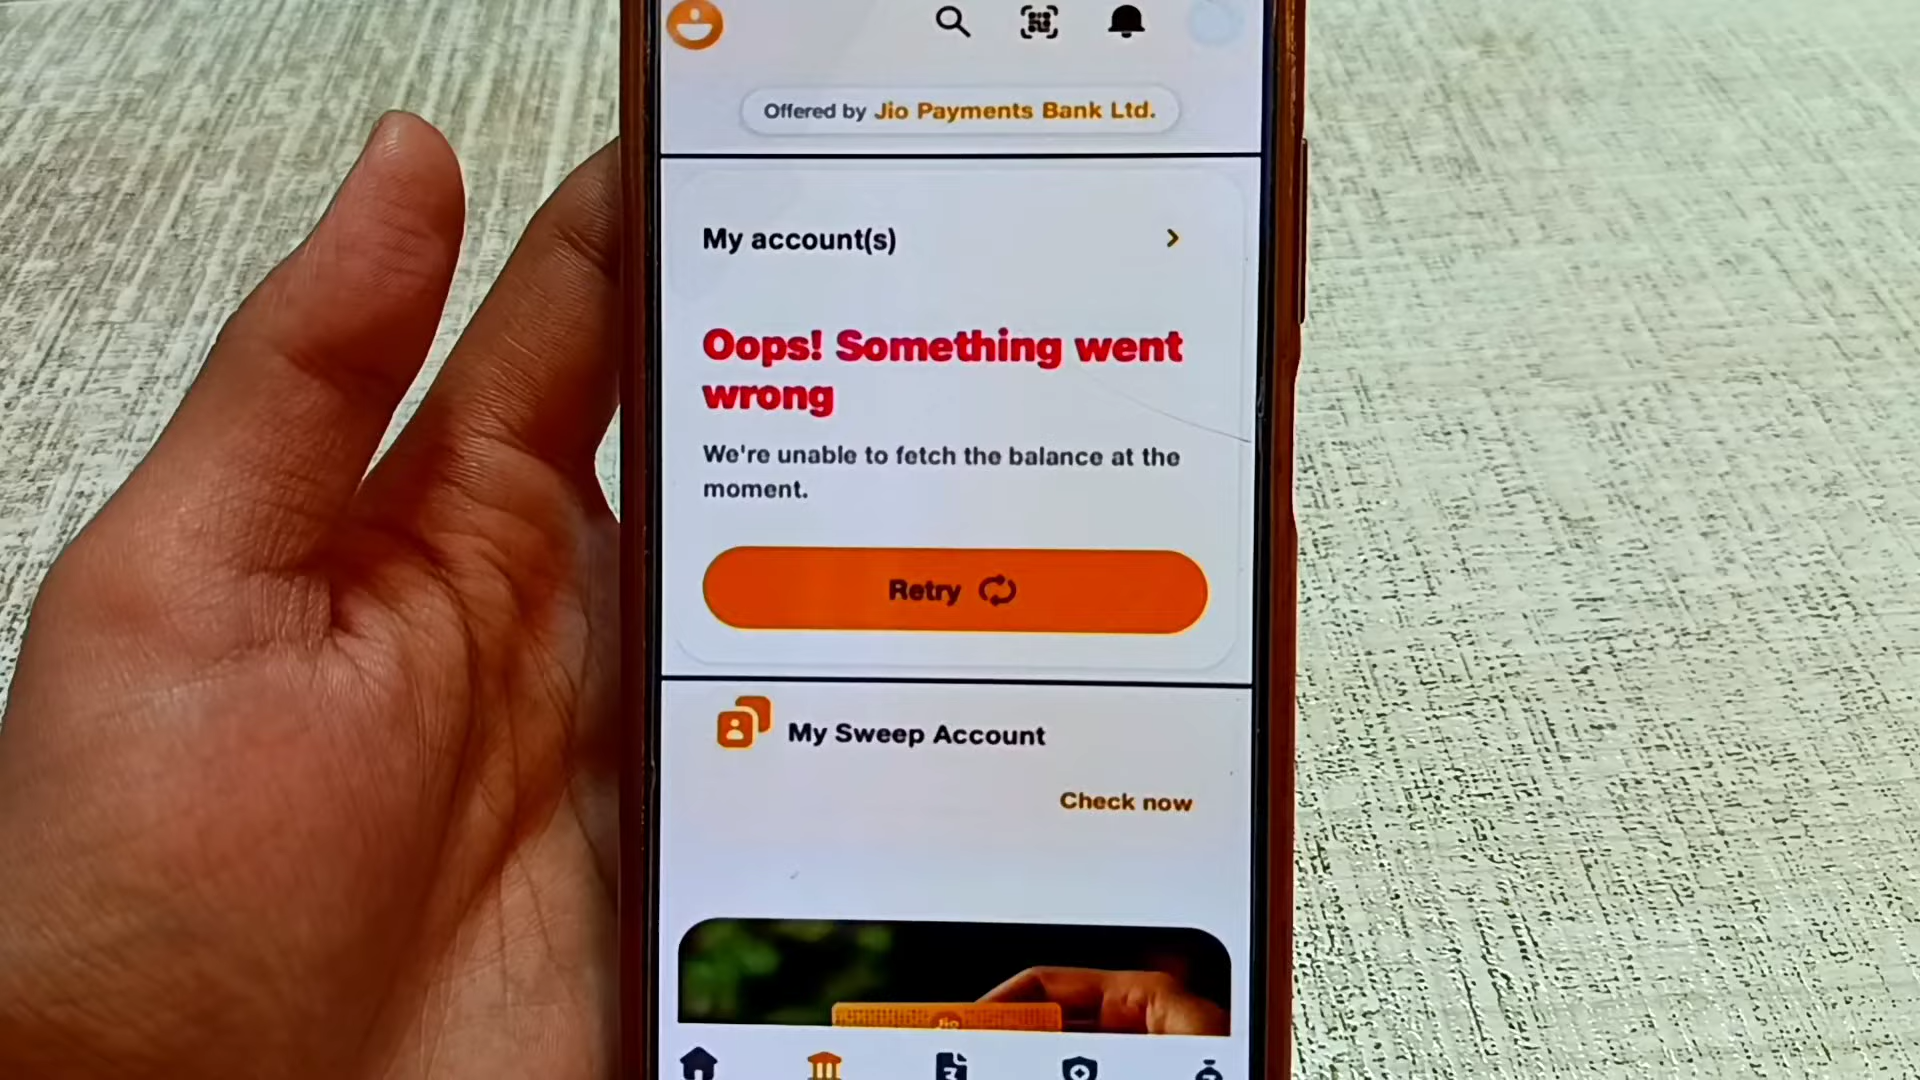 Offered by Jio Payments Bank Ltd.
My account(s)
Oops! Something went
wrong
We're unable to fetch the balance at the
moment.
Retry
My Sweep Account
Check now
Jio